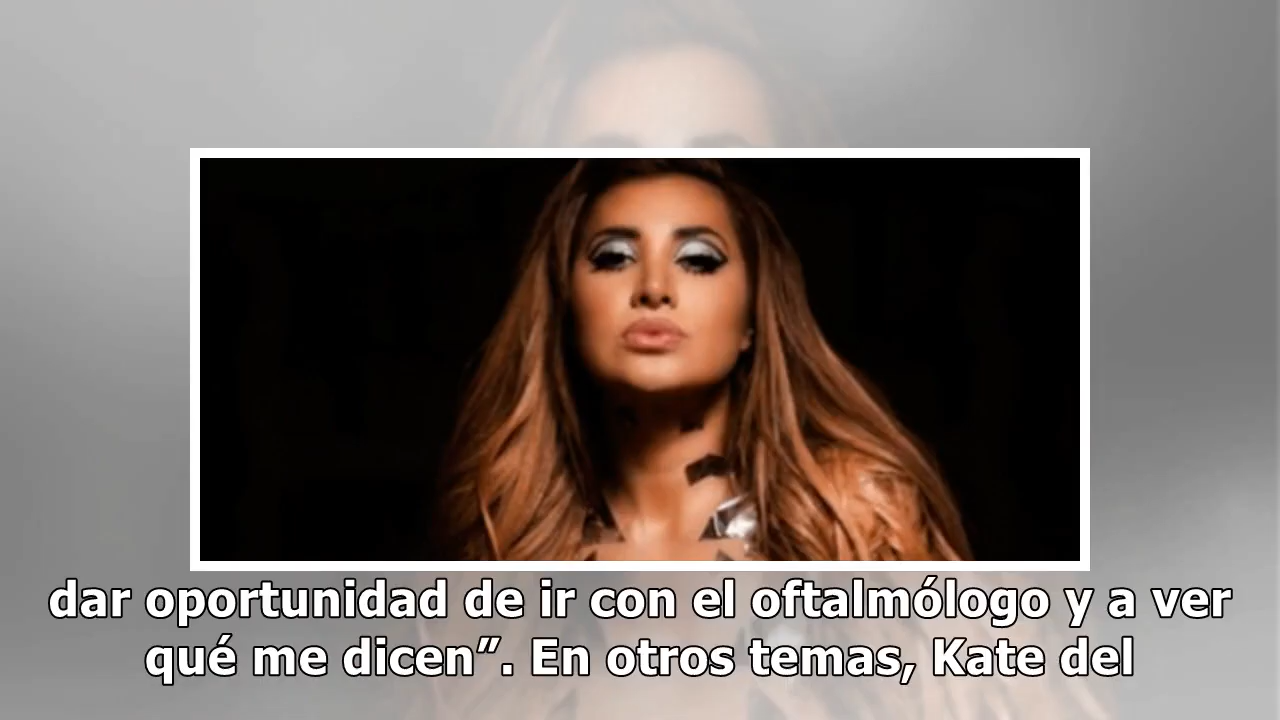 dar oportunidad de ir con el oftalmólogo y a ver
qué me dicen”. En otros temas, Kate del